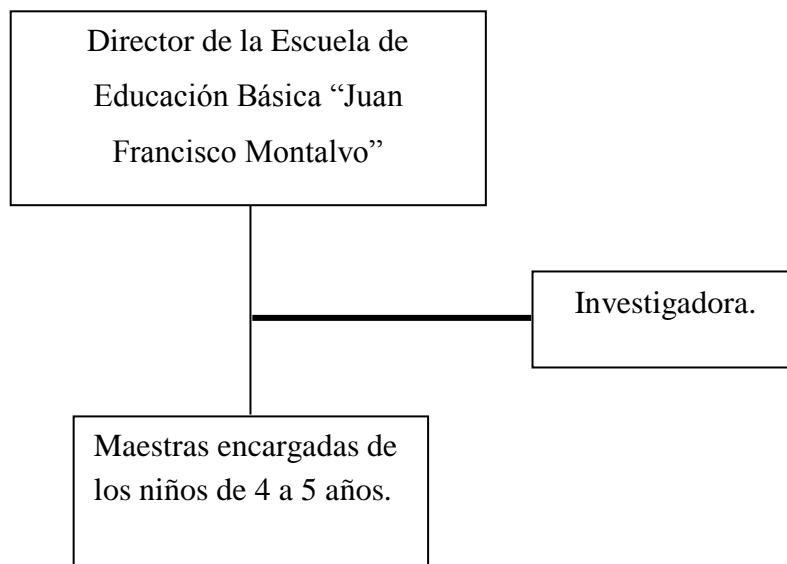 Director de la Escuela de
Educación Básica “Juan
Francisco Montalvo”
Investigadora.
Maestras encargadas de
los niños de 4 a 5 años.